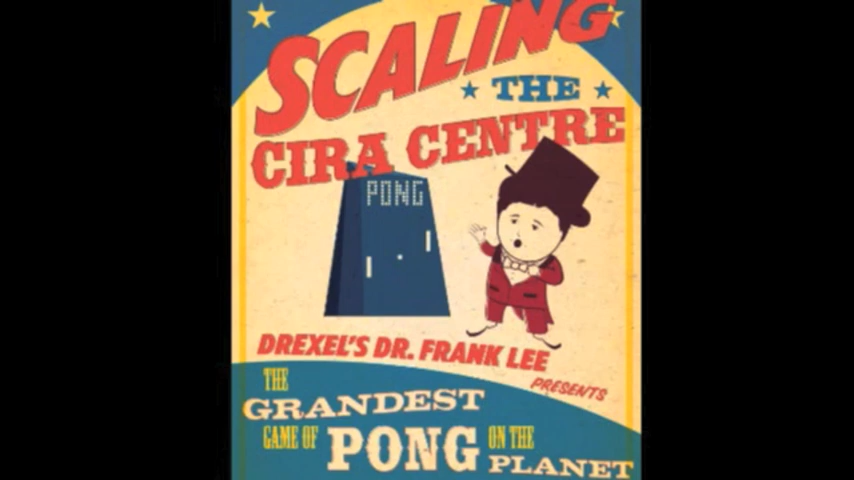 SCALING
THE
CIRA CENTRE
PONG
DREXEL'S DR. FRANK LEE
PRESENTS
THE
GRANDEST
GAME OF PONG ON THE
PLANET